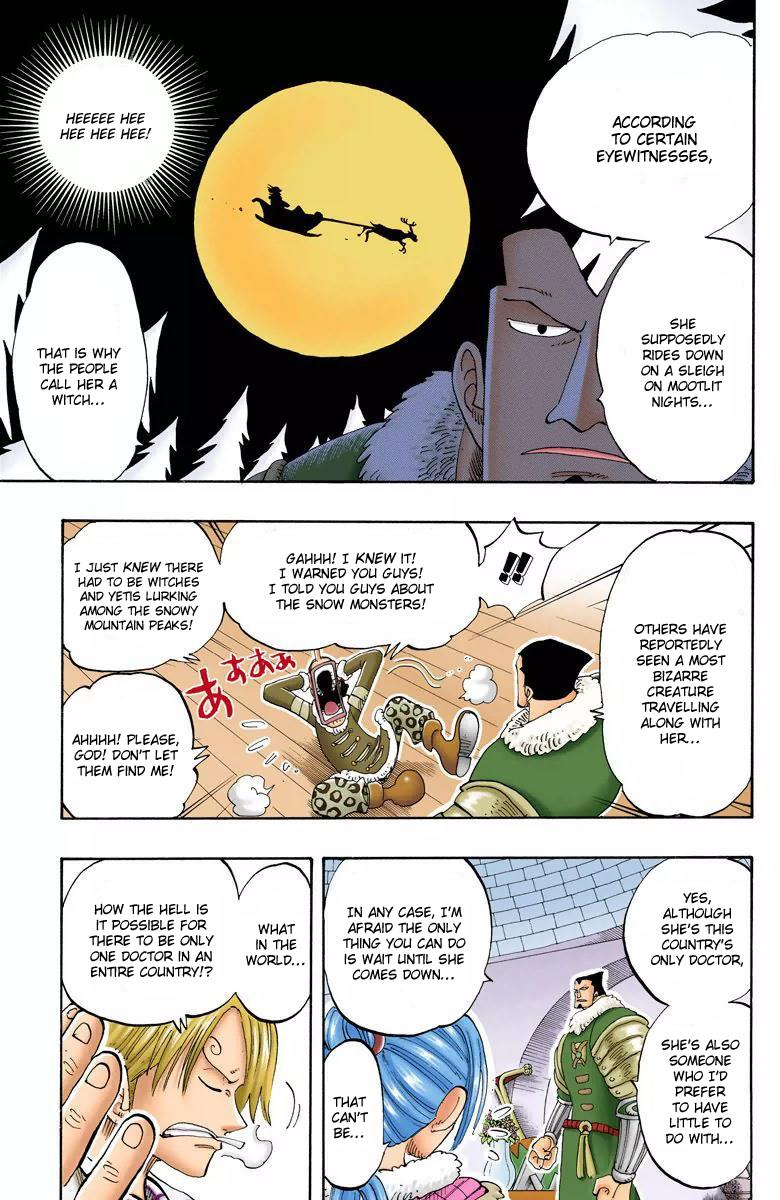 ACCORDING
TO CERTAIN
EYEWITNESSES,
SHE
SUPPOSEDLY
RIDES DOWN
ON A SLEIGH
ON MOOTLIT
NIGHTS...
HEEEEE HEE
HEE HEE HEE!
THAT IS WHY
THE PEOPLE
CALL HER A
WITCH...
OTHERS HAVE
REPORTEDLY
SEEN A MOST
BIZARRE
CREATURE
TRAVELLING
ALONG WITH
HER...
!!
GAHHH! I KNEW IT!
I WARNED YOU GUYS!
I TOLD YOU GUYS ABOUT
THE SNOW MONSTERS!
I JUST KNEW THERE
HAD TO BE WITCHES
AND YETIS LURKING
AMONG THE SNOWY
MOUNTAIN PEAKS!
あぁぁぁ
AHHHH! PLEASE,
GOD! DON'T LET
THEM FIND ME!
YES,
ALTHOUGH
SHE'S THIS
COUNTRY'S
ONLY DOCTOR,
SHE'S ALSO
SOMEONE
WHO I'D
PREFER
TO HAVE
LITTLE
TO DO
WITH...
IN ANY CASE, I'M
AFRAID THE ONLY
THING YOU CAN DO
IS WAIT UNTIL SHE
COMES DOWN...
THAT
CAN'T
BE...
WHAT
IN THE
WORLD...
HOW THE HELL IS
IT POSSIBLE FOR
THERE TO BE ONLY
ONE DOCTOR IN AN
ENTIRE COUNTRY!?